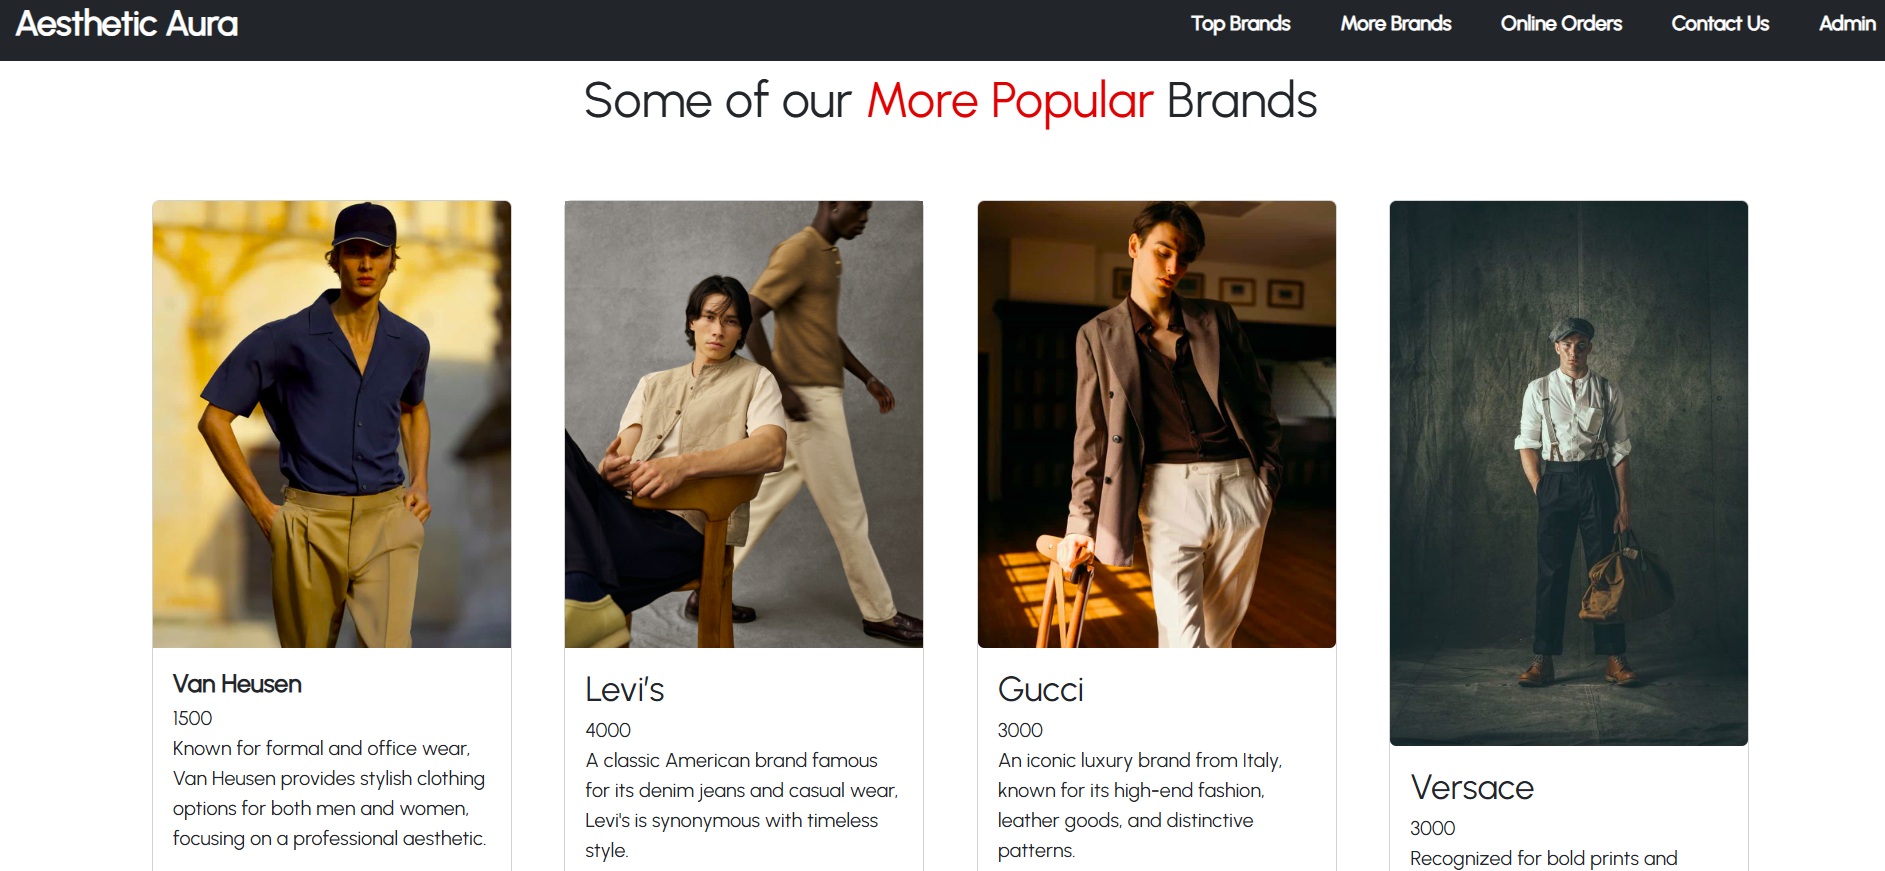 Aesthetic Aura
Top Brands
More Brands
Online Orders
Contact Us
Admin
Some of our More Popular Brands
Van Heusen
1500
Known for formal and office wear,
Van Heusen provides stylish clothing
options for both men and women,
focusing on a professional aesthetic.
Levi's
4000
A classic American brand famous
for its denim jeans and casual wear,
Levi's is synonymous with timeless
style.
Gucci
3000
An iconic luxury brand from Italy,
known for its high-end fashion,
leather goods, and distinctive
patterns.
Versace
3000
Recognized for bold prints and